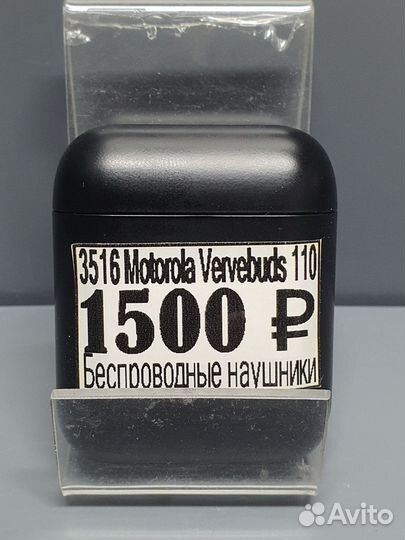 3516 Motorola Vervebuds 110
1500 ₽
Беспроводные наушники
Avito